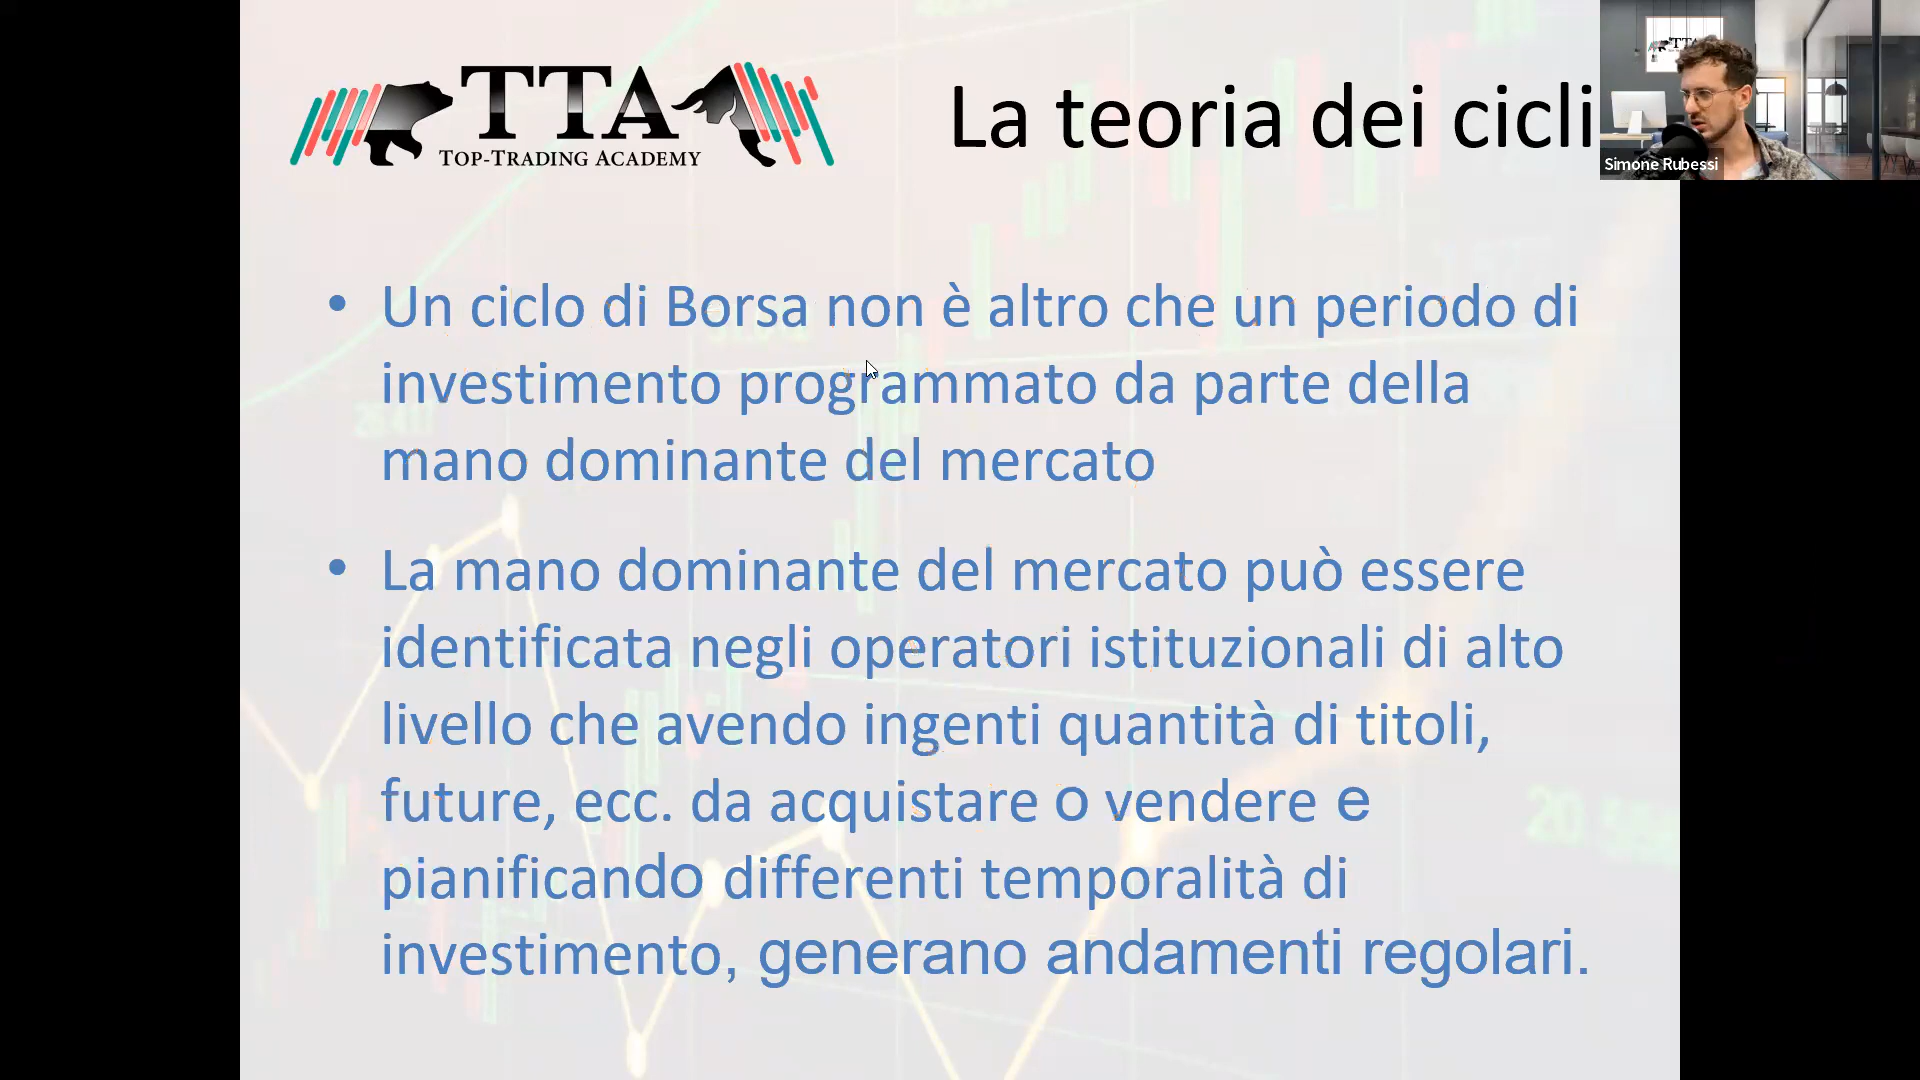 TTA
TOP-TRADING ACADEMY
La teoria dei cicli
Simone Rubessi
• Un ciclo di Borsa non è altro che un periodo di
investimento programmato da parte della
mano dominante del mercato
• La mano dominante del mercato può essere
identificata negli operatori istituzionali di alto
livello che avendo ingenti quantità di titoli,
future, ecc. da acquistare o vendere e
pianificando differenti temporalità di
investimento, generano andamenti regolari.